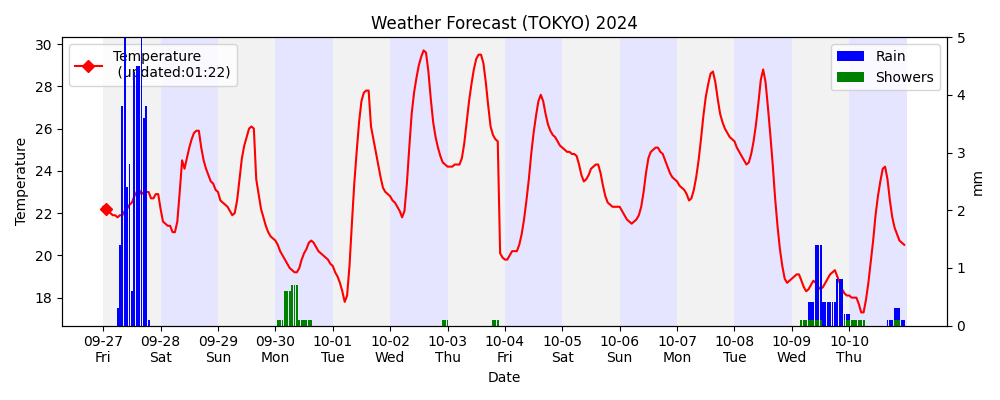 Weather Forecast (TOKYO) 2024
Temperature
(updated:01:22)
Rain
Showers
30
28
26
24
22
20
18
Temperature
5
4
3
2
1
0
mm
09-27 09-28 09-29 09-30 10-01 10-02 10-03 10-04 10-05 10-06 10-07 10-08 10-09 10-10
Fri Sat Sun Mon Tue Wed Thu Fri Sat Sun Mon Tue Wed Thu
Date